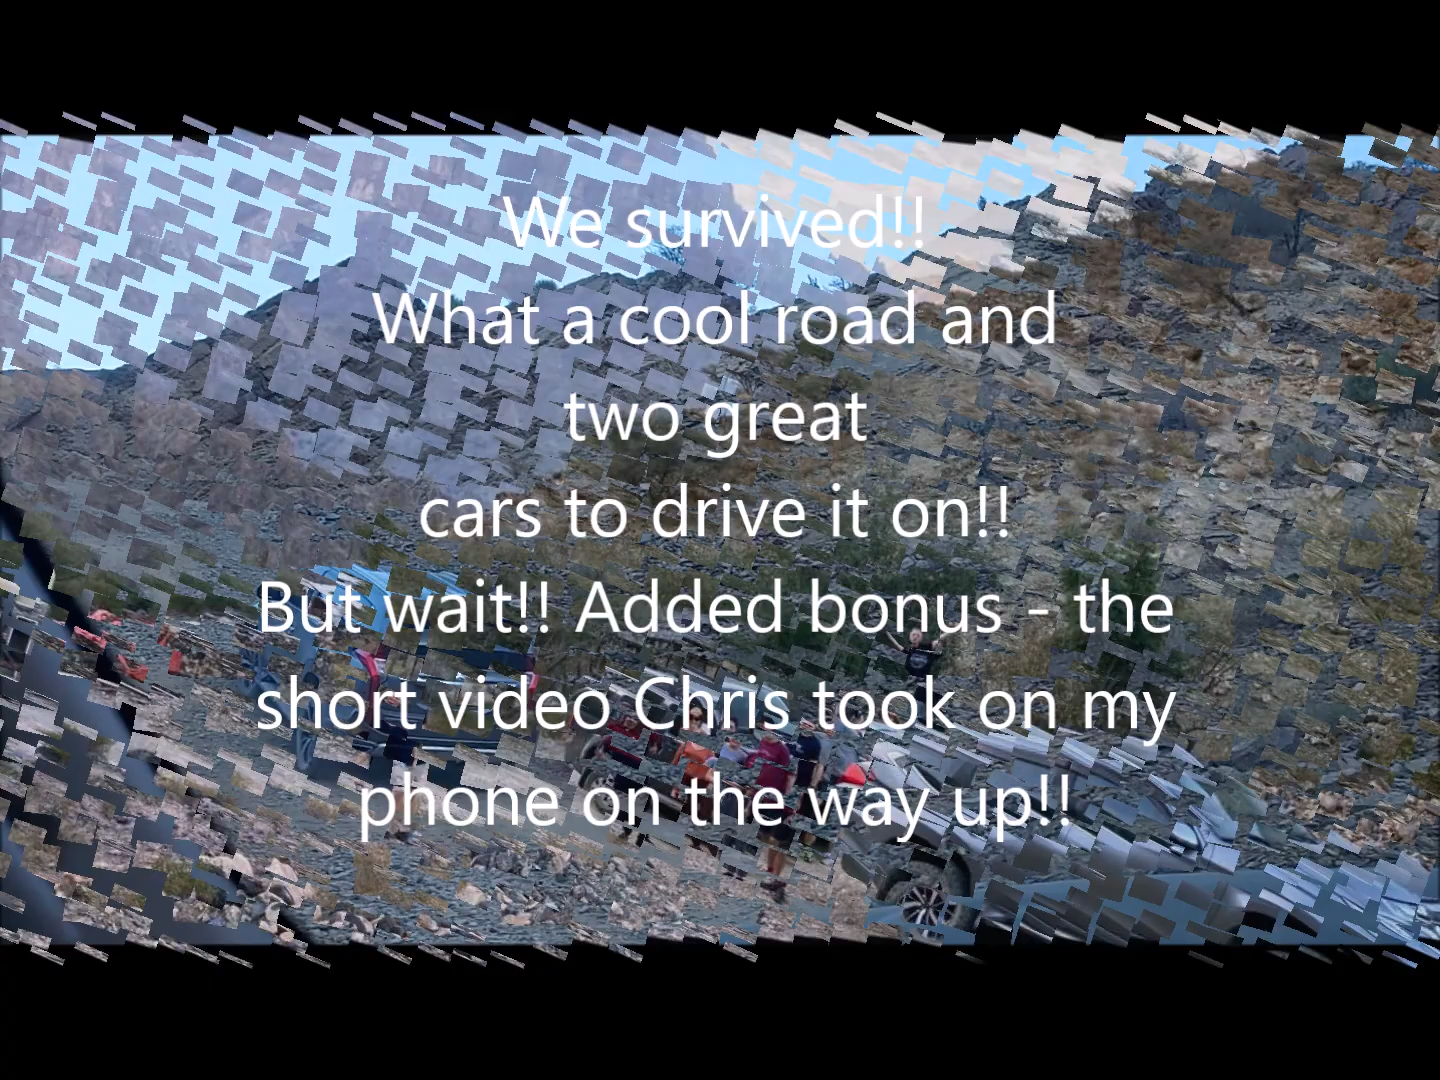 We survived!!
What a cool road and
two great
cars to drive it on!!
But wait!! Added bonus - the
short video Chris took on my
phone on the way up!!